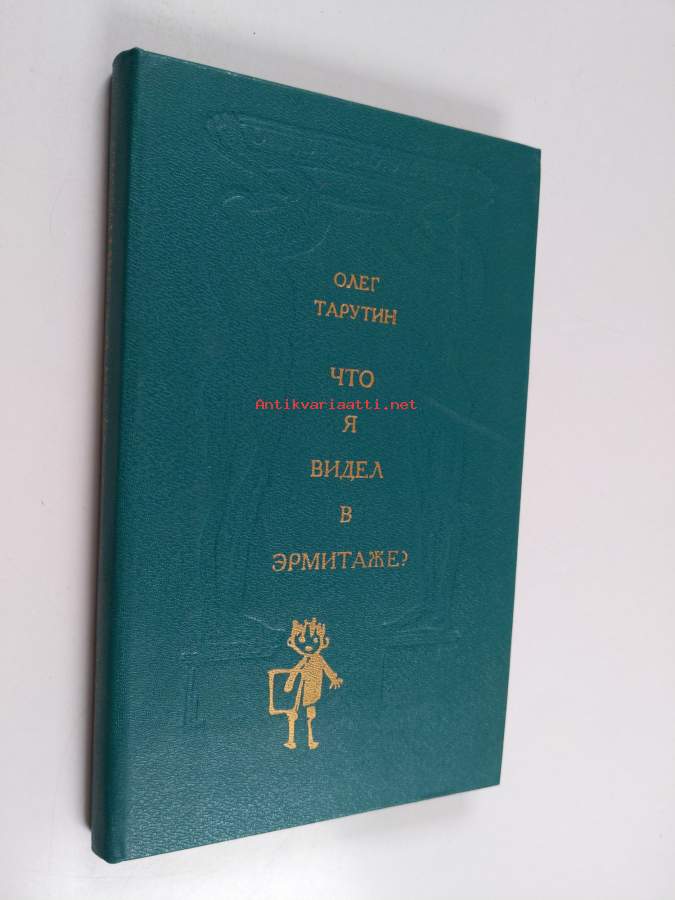 ОЛЕГ
ТАРУТИН
ЧТО
Antikvariaatti.net
Я
ВИДЕЛ
В
ЭРМИТАЖЕ?